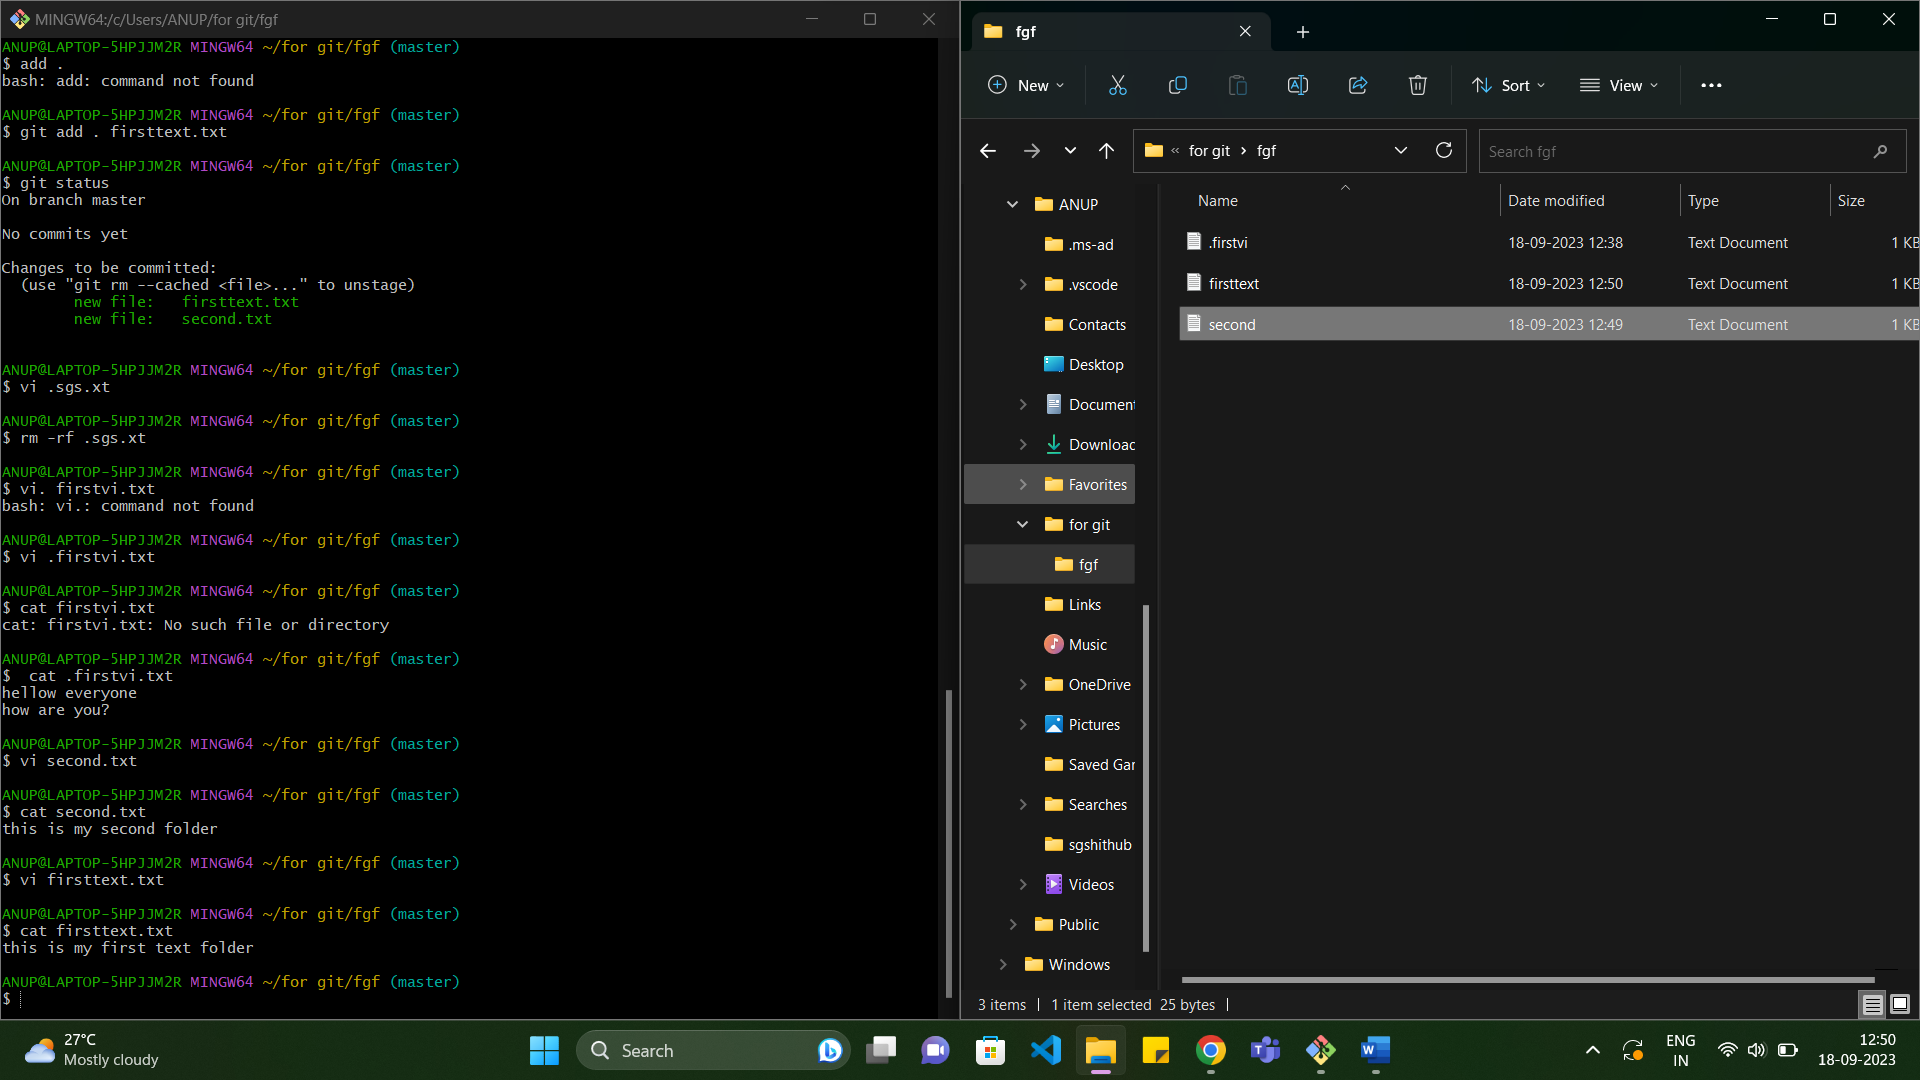 MINGW64:/c/Users/ANUP/for git/fgf
ANUP@LAPTOP-5HPJJM2R MINGW64 ~/for git/fgf (master)
$ add .
bash: add: command not found
ANUP@LAPTOP-5HPJJM2R MINGW64 ~/for git/fgf (master)
$ git add . firsttext.txt
ANUP@LAPTOP-5HPJJM2R MINGW64 ~/for git/fgf (master)
$ git status
On branch master
No commits yet
Changes to be committed:
  (use "git rm --cached <file>..." to unstage)
        new file:   firsttext.txt
        new file:   second.txt
ANUP@LAPTOP-5HPJJM2R MINGW64 ~/for git/fgf (master)
$ vi .sgs.xt
ANUP@LAPTOP-5HPJJM2R MINGW64 ~/for git/fgf (master)
$ rm -rf .sgs.xt
ANUP@LAPTOP-5HPJJM2R MINGW64 ~/for git/fgf (master)
$ vi. firstvi.txt
bash: vi.: command not found
ANUP@LAPTOP-5HPJJM2R MINGW64 ~/for git/fgf (master)
$ vi .firstvi.txt
ANUP@LAPTOP-5HPJJM2R MINGW64 ~/for git/fgf (master)
$ cat firstvi.txt
cat: firstvi.txt: No such file or directory
ANUP@LAPTOP-5HPJJM2R MINGW64 ~/for git/fgf (master)
$  cat .firstvi.txt
hellow everyone
how are you?
ANUP@LAPTOP-5HPJJM2R MINGW64 ~/for git/fgf (master)
$ vi second.txt
ANUP@LAPTOP-5HPJJM2R MINGW64 ~/for git/fgf (master)
$ cat second.txt
this is my second folder
ANUP@LAPTOP-5HPJJM2R MINGW64 ~/for git/fgf (master)
$ vi firsttext.txt
ANUP@LAPTOP-5HPJJM2R MINGW64 ~/for git/fgf (master)
$ cat firsttext.txt
this is my first text folder
ANUP@LAPTOP-5HPJJM2R MINGW64 ~/for git/fgf (master)
$
fgf
New Sort View
« for git > fgf Search fgf
ANUP
.ms-ad
.vscode
Contacts
Desktop
Document
Download
Favorites
for git
fgf
Links
Music
OneDrive
Pictures
Saved Gar
Searches
sgshithub
Videos
Public
Windows
Name Date modified Type Size
.firstvi 18-09-2023 12:38 Text Document 1 KB
firsttext 18-09-2023 12:50 Text Document 1 KB
second 18-09-2023 12:49 Text Document 1 KB
3 items 1 item selected 25 bytes
27°C
Mostly cloudy
Search
ENG
IN
12:50
18-09-2023